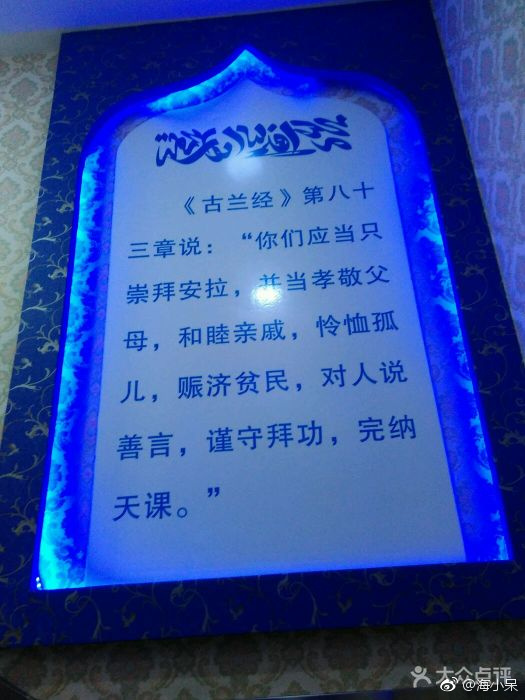 《古兰经》第八十
三章说：“你们应当只
崇拜安拉，并当孝敬父
母，和睦亲戚，怜恤孤
儿，赈济贫民，对人说
善言，谨守拜功，完纳
天课。”
大众点评
@海小呆